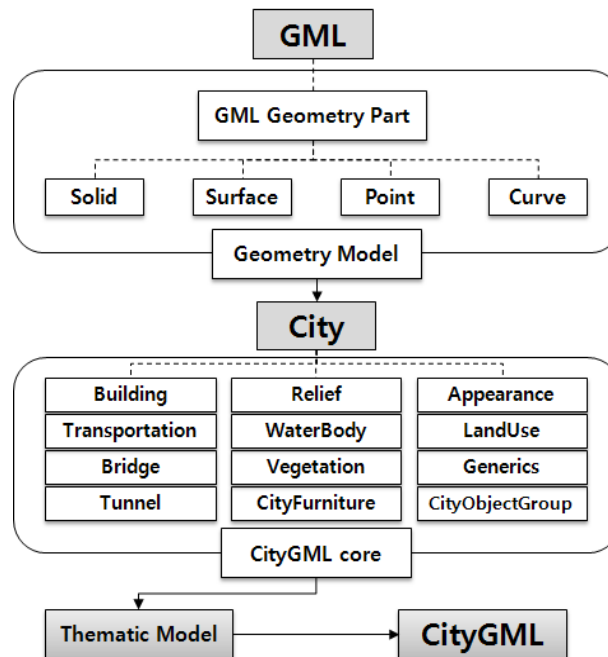 GML
GML Geometry Part
Solid
Surface
Point
Curve
Geometry Model
City
Building
Relief
Appearance
Transportation
WaterBody
LandUse
Bridge
Vegetation
Generics
Tunnel
CityFurniture
CityObjectGroup
CityGML core
Thematic Model
CityGML